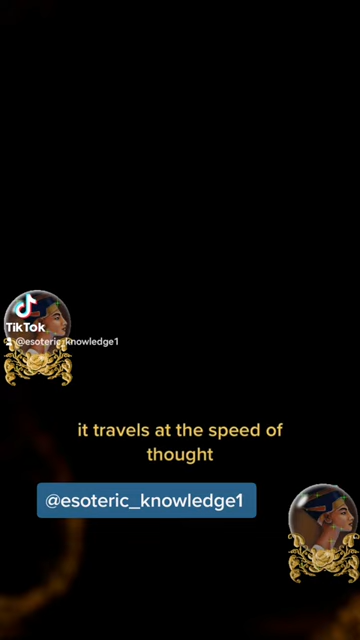 TikTok
@esoteric_knowledge1
it travels at the speed of
thought
@esoteric_knowledge1